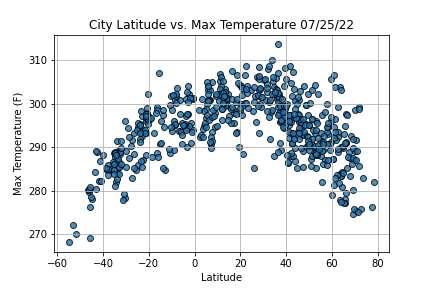 City Latitude vs. Max Temperature 07/25/22
Max Temperature (F)
310
300
290
280
270
−60 −40 −20 0 20 40 60 80
Latitude